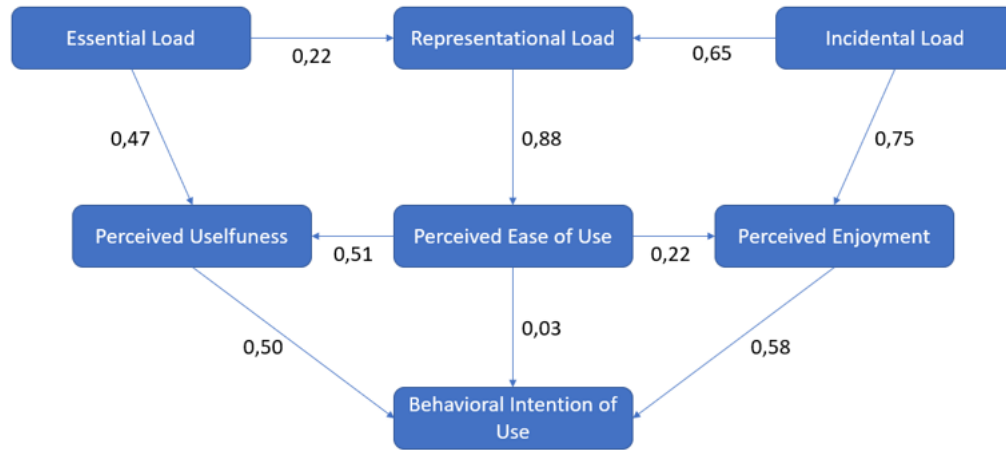 Essential Load
Representational Load
Incidental Load
0,22
0,65
0,47
0,88
0,75
Perceived Uselfuness
Perceived Ease of Use
Perceived Enjoyment
0,51
0,22
0,03
0,50
0,58
Behavioral Intention of
Use